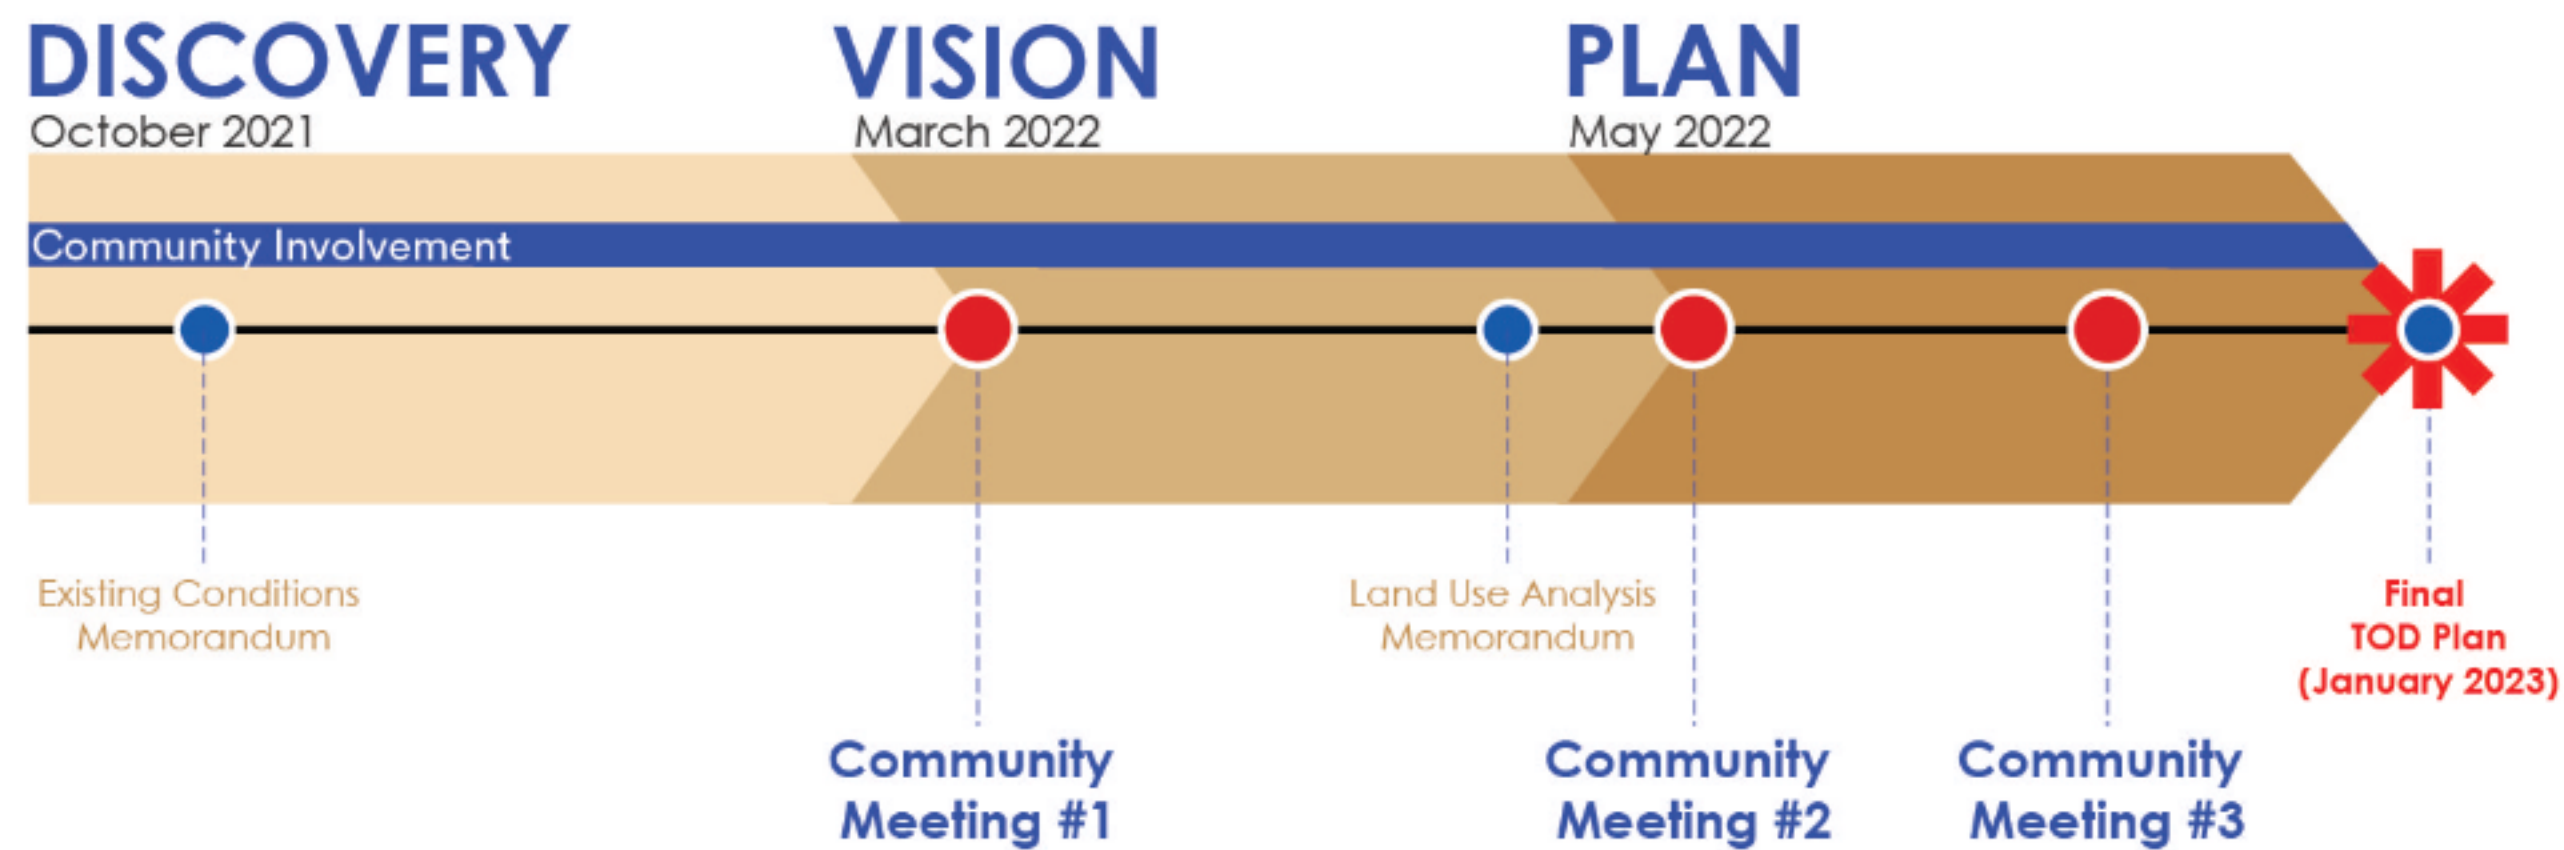 DISCOVERY
October 2021
VISION
March 2022
PLAN
May 2022
Community Involvement
Existing Conditions
Memorandum
Land Use Analysis
Memorandum
Final
TOD Plan
(January 2023)
Community
Meeting #1
Community
Meeting #2
Community
Meeting #3